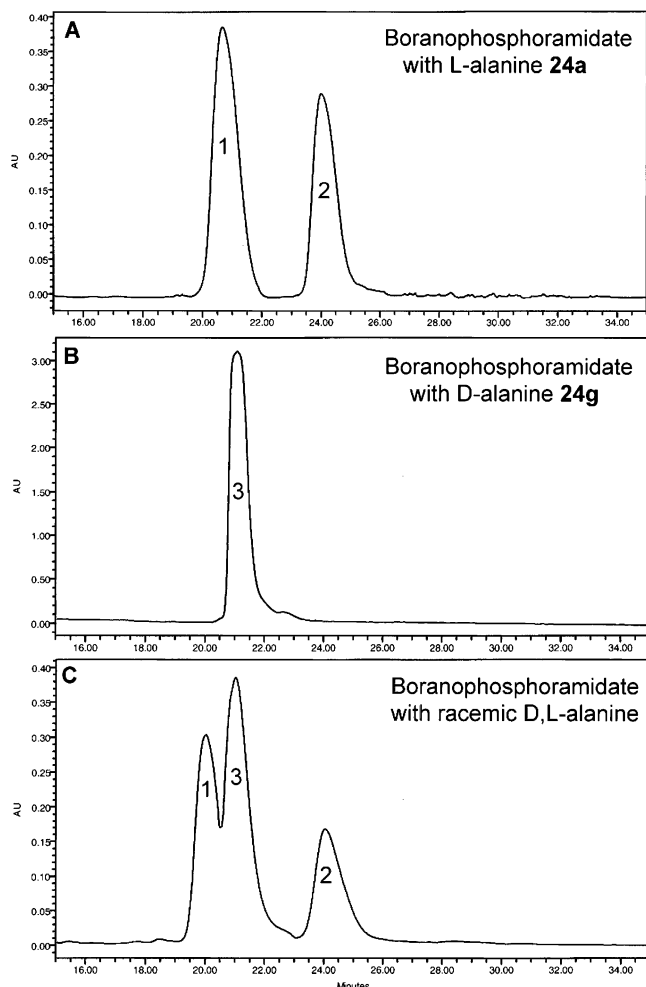 A
Boranophosphoramidate
with L-alanine 24a
0.40
0.35
0.30
0.25
0.20
0.15
0.10
0.05
0.00
AU
1
2
16.00 18.00 20.00 22.00 24.00 26.00 28.00 30.00 32.00 34.00
B
Boranophosphoramidate
with D-alanine 24g
3.00
2.50
2.00
1.50
1.00
0.50
0.00
AU
3
16.00 18.00 20.00 22.00 24.00 26.00 28.00 30.00 32.00 34.00
C
Boranophosphoramidate
with racemic D,L-alanine
0.40
0.35
0.30
0.25
0.20
0.15
0.10
0.05
0.00
AU
1
3
2
16.00 18.00 20.00 22.00 24.00 26.00 28.00 30.00 32.00 34.00
Minutes